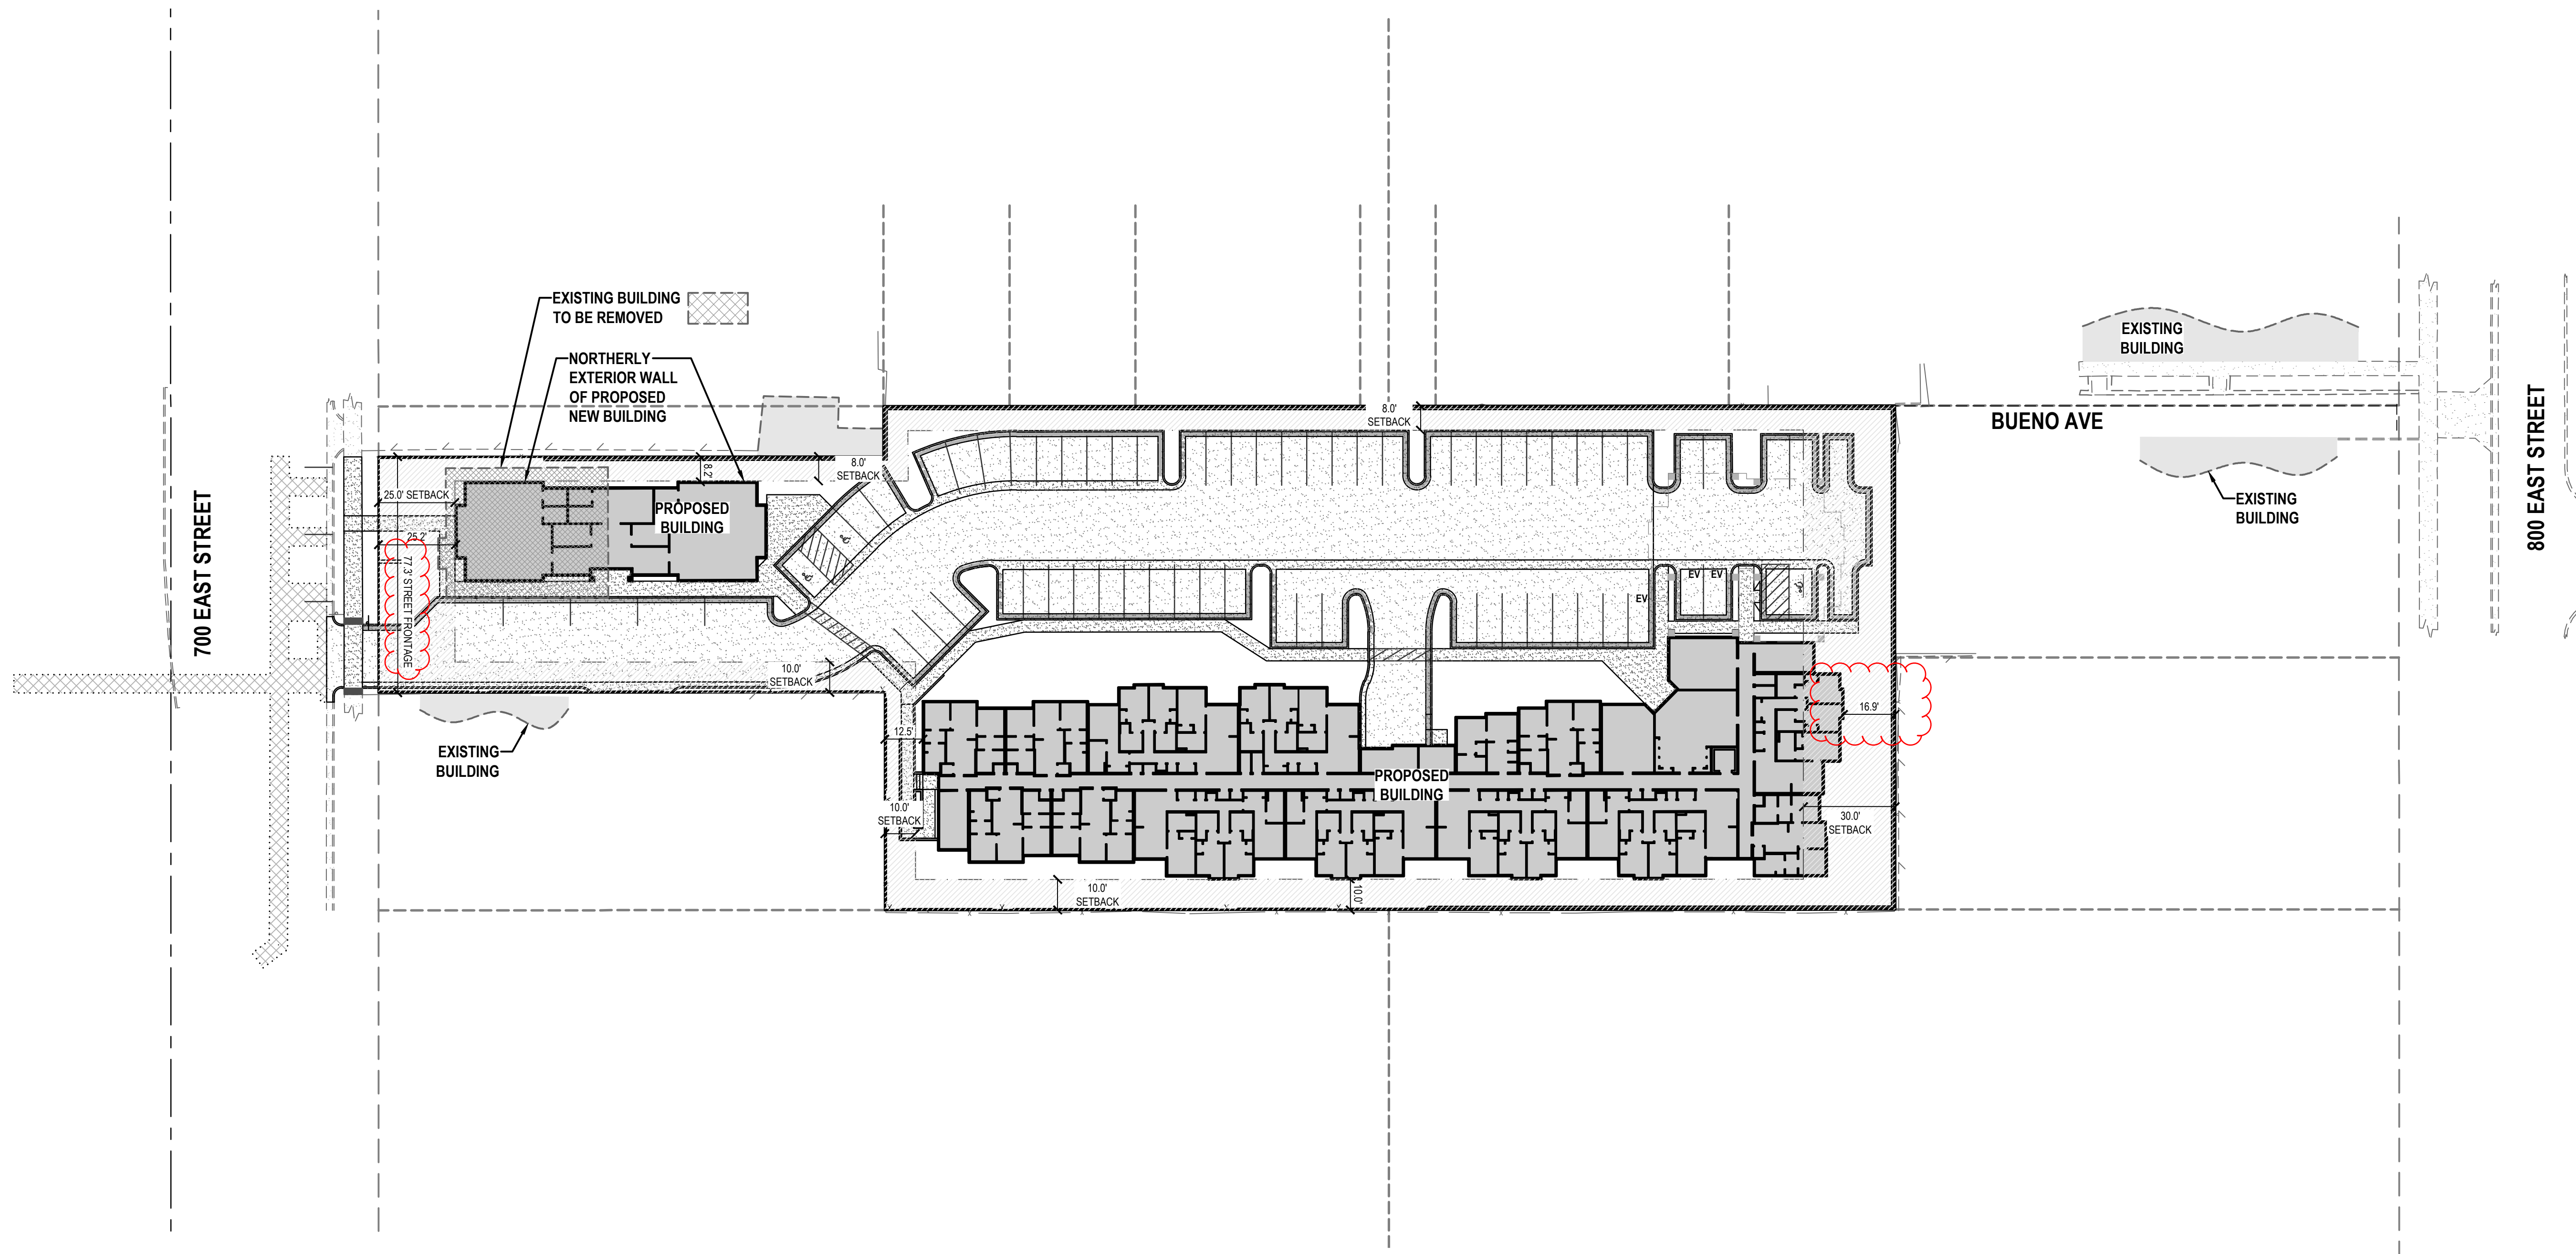 EXISTING BUILDING
TO BE REMOVED
NORTHERLY
EXTERIOR WALL
OF PROPOSED
NEW BUILDING
EXISTING
BUILDING
BUENO AVE
8.0'
SETBACK
8.2'
8.0'
SETBACK
25.0' SETBACK
PROPOSED
BUILDING
EXISTING
BUILDING
700 EAST STREET
800 EAST STREET
25.2'
77.3' STREET FRONTAGE
EV
EV
EV
10.0'
SETBACK
16.9'
12.5'
EXISTING
BUILDING
PROPOSED
BUILDING
10.0'
SETBACK
30.0'
SETBACK
10.0'
SETBACK
10.0'